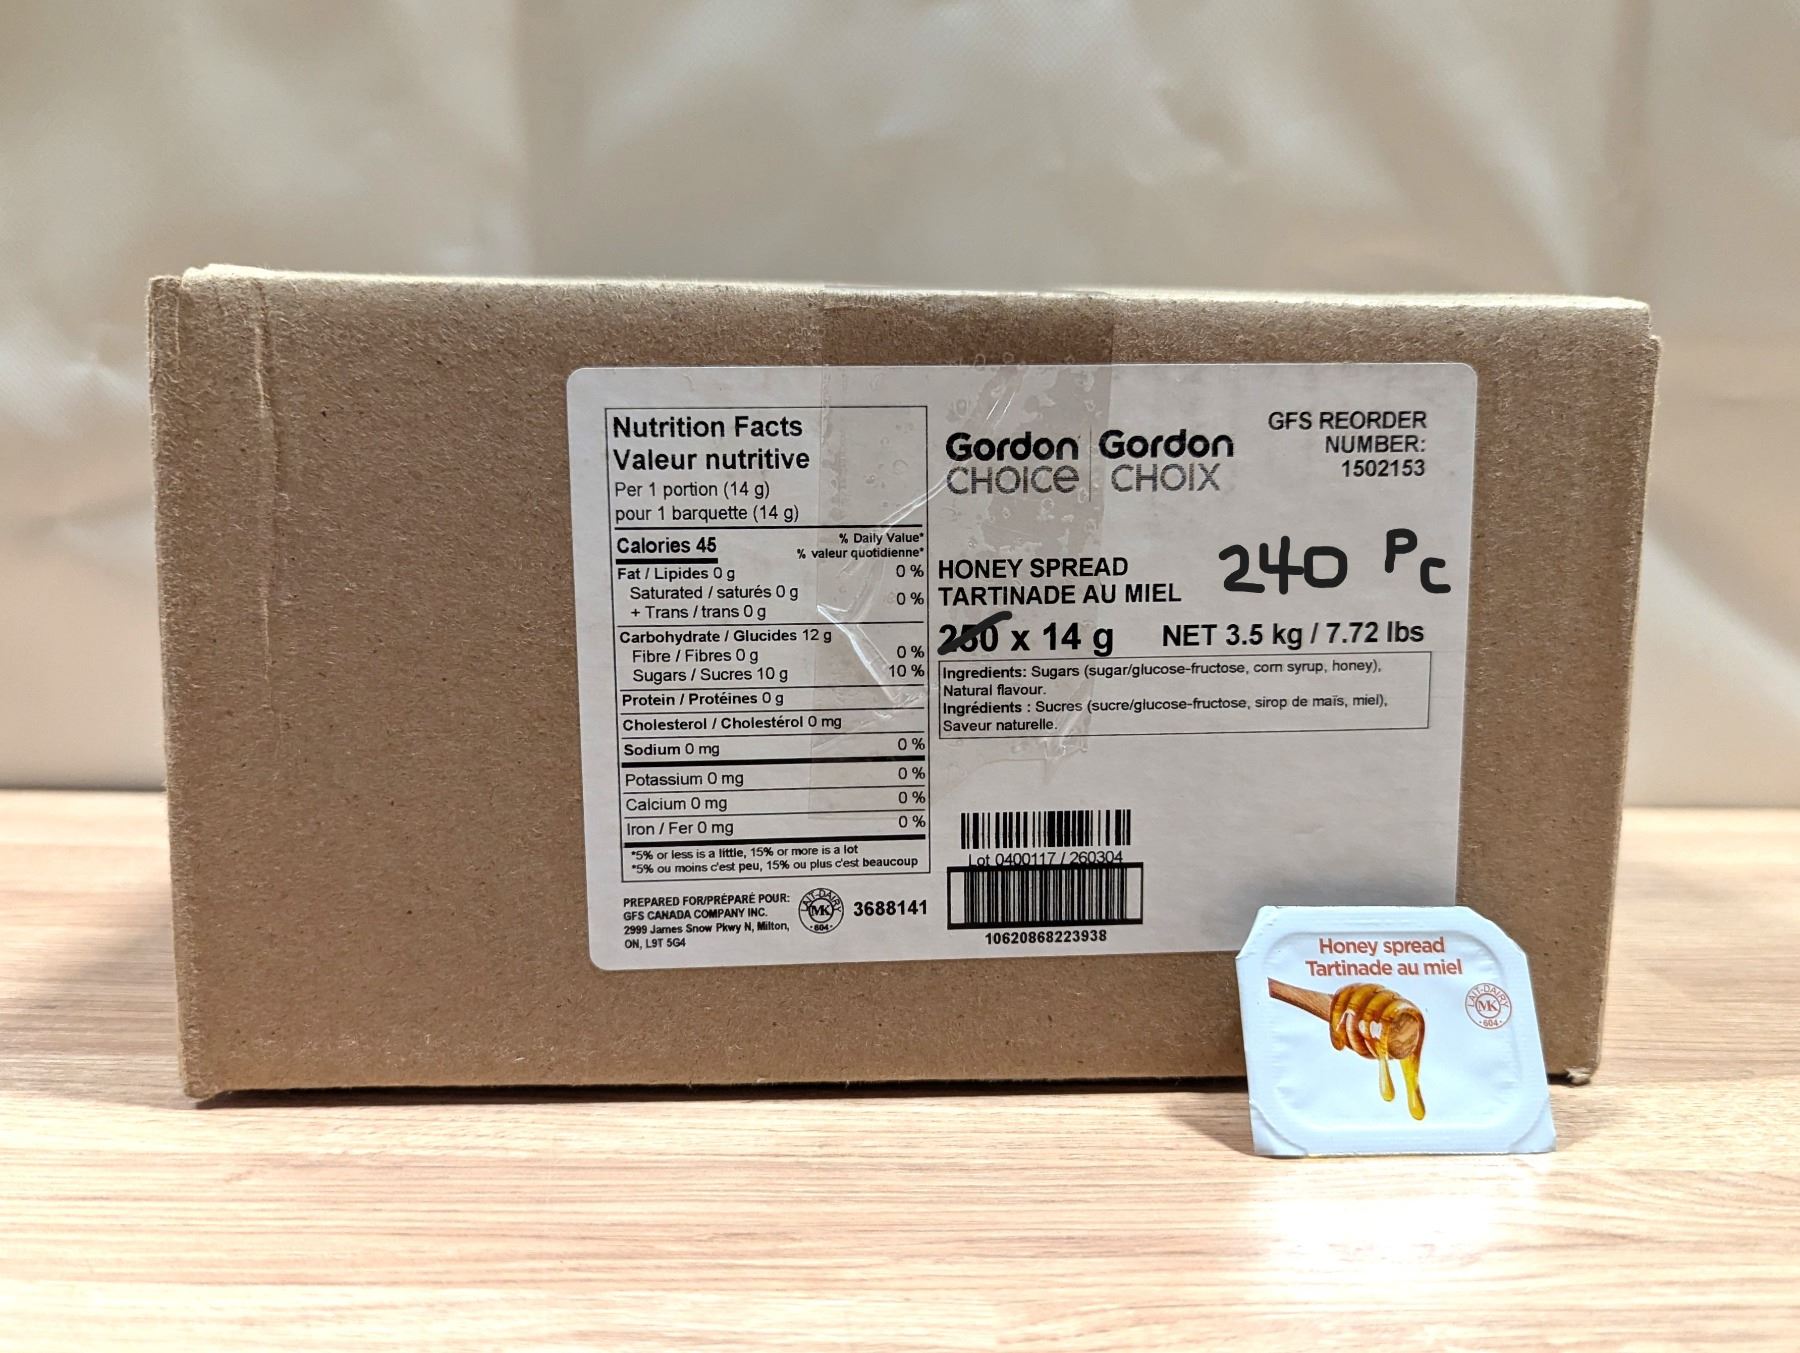 Nutrition Facts
Valeur nutritive
Per 1 portion (14 g)
pour 1 barquette (14 g)
Calories 45
% Daily Value*
% valeur quotidienne*
Fat / Lipides 0 g 0 %
Saturated / saturés 0 g
+ Trans / trans 0 g 0 %
Carbohydrate / Glucides 12 g
Fibre / Fibres 0 g 0 %
Sugars / Sucres 10 g 10 %
Protein / Protéines 0 g
Cholesterol / Cholestérol 0 mg
Sodium 0 mg 0 %
Potassium 0 mg 0 %
Calcium 0 mg 0 %
Iron / Fer 0 mg 0 %
*5% or less is a little, 15% or more is a lot
*5% ou moins c'est peu, 15% ou plus c'est beaucoup
PREPARED FOR/PRÉPARÉ POUR:
GFS CANADA COMPANY INC.
2999 James Snow Pkwy N, Milton,
ON, L9T 5G4
LAIT-DAIRY
MK
604
3688141
Gordon Gordon
CHOICe CHOIX
GFS REORDER
NUMBER:
1502153
240 Pc
HONEY SPREAD
TARTINADE AU MIEL
250 x 14 g NET 3.5 kg / 7.72 lbs
Ingredients: Sugars (sugar/glucose-fructose, corn syrup, honey),
Natural flavour.
Ingrédients : Sucres (sucre/glucose-fructose, sirop de maïs, miel),
Saveur naturelle.
Lot 0400117 / 260304
10620868223938
Honey spread
Tartinade au miel
LAIT-DAIRY
MK
604